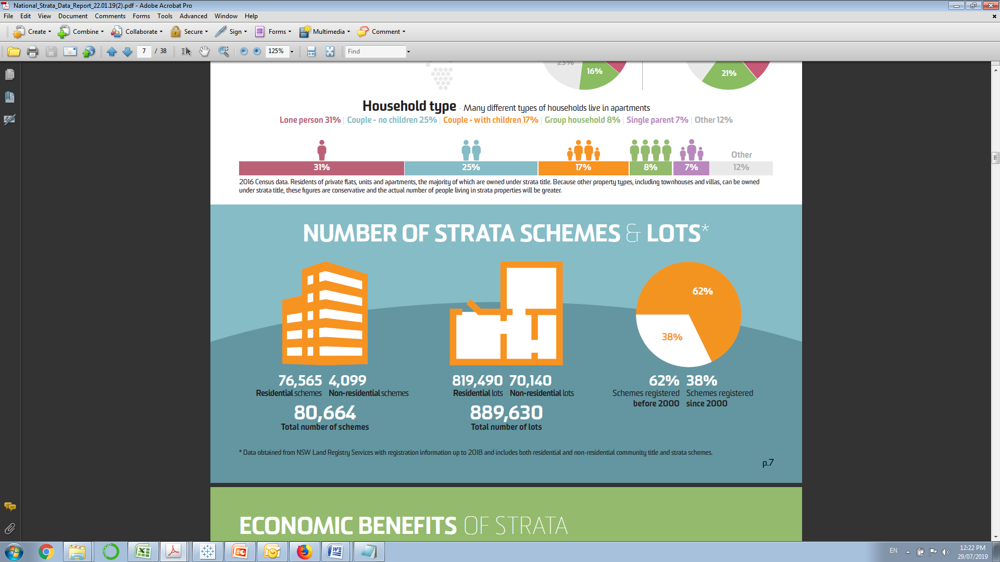 National_Strata_Data_Report_22.01.19(2).pdf - Adobe Acrobat Pro
File Edit View Document Comments Forms Tools Advanced Window Help
Create Combine Collaborate Secure Sign Forms Multimedia Comment
7 / 38 125% Find
23% 16% 21%
Household type - Many different types of households live in apartments
Lone person 31% | Couple - no children 25% | Couple - with children 17% | Group household 8% | Single parent 7% | Other 12%
Other
31% 25% 17% 8% 7% 12%
2016 Census data. Residents of private flats, units and apartments, the majority of which are owned under strata title. Because other property types, including townhouses and villas, can be owned
under strata title, these figures are conservative and the actual number of people living in strata properties will be greater.
NUMBER OF STRATA SCHEMES & LOTS*
62%
38%
76,565 4,099
Residential schemes Non-residential schemes
80,664
Total number of schemes
819,490 70,140
Residential lots Non-residential lots
889,630
Total number of lots
62% 38%
Schemes registered Schemes registered
before 2000 since 2000
* Data obtained from NSW Land Registry Services with registration information up to 2018 and includes both residential and non-residential community title and strata schemes.
p.7
ECONOMIC BENEFITS OF STRATA
EN
12:22 PM
29/07/2019